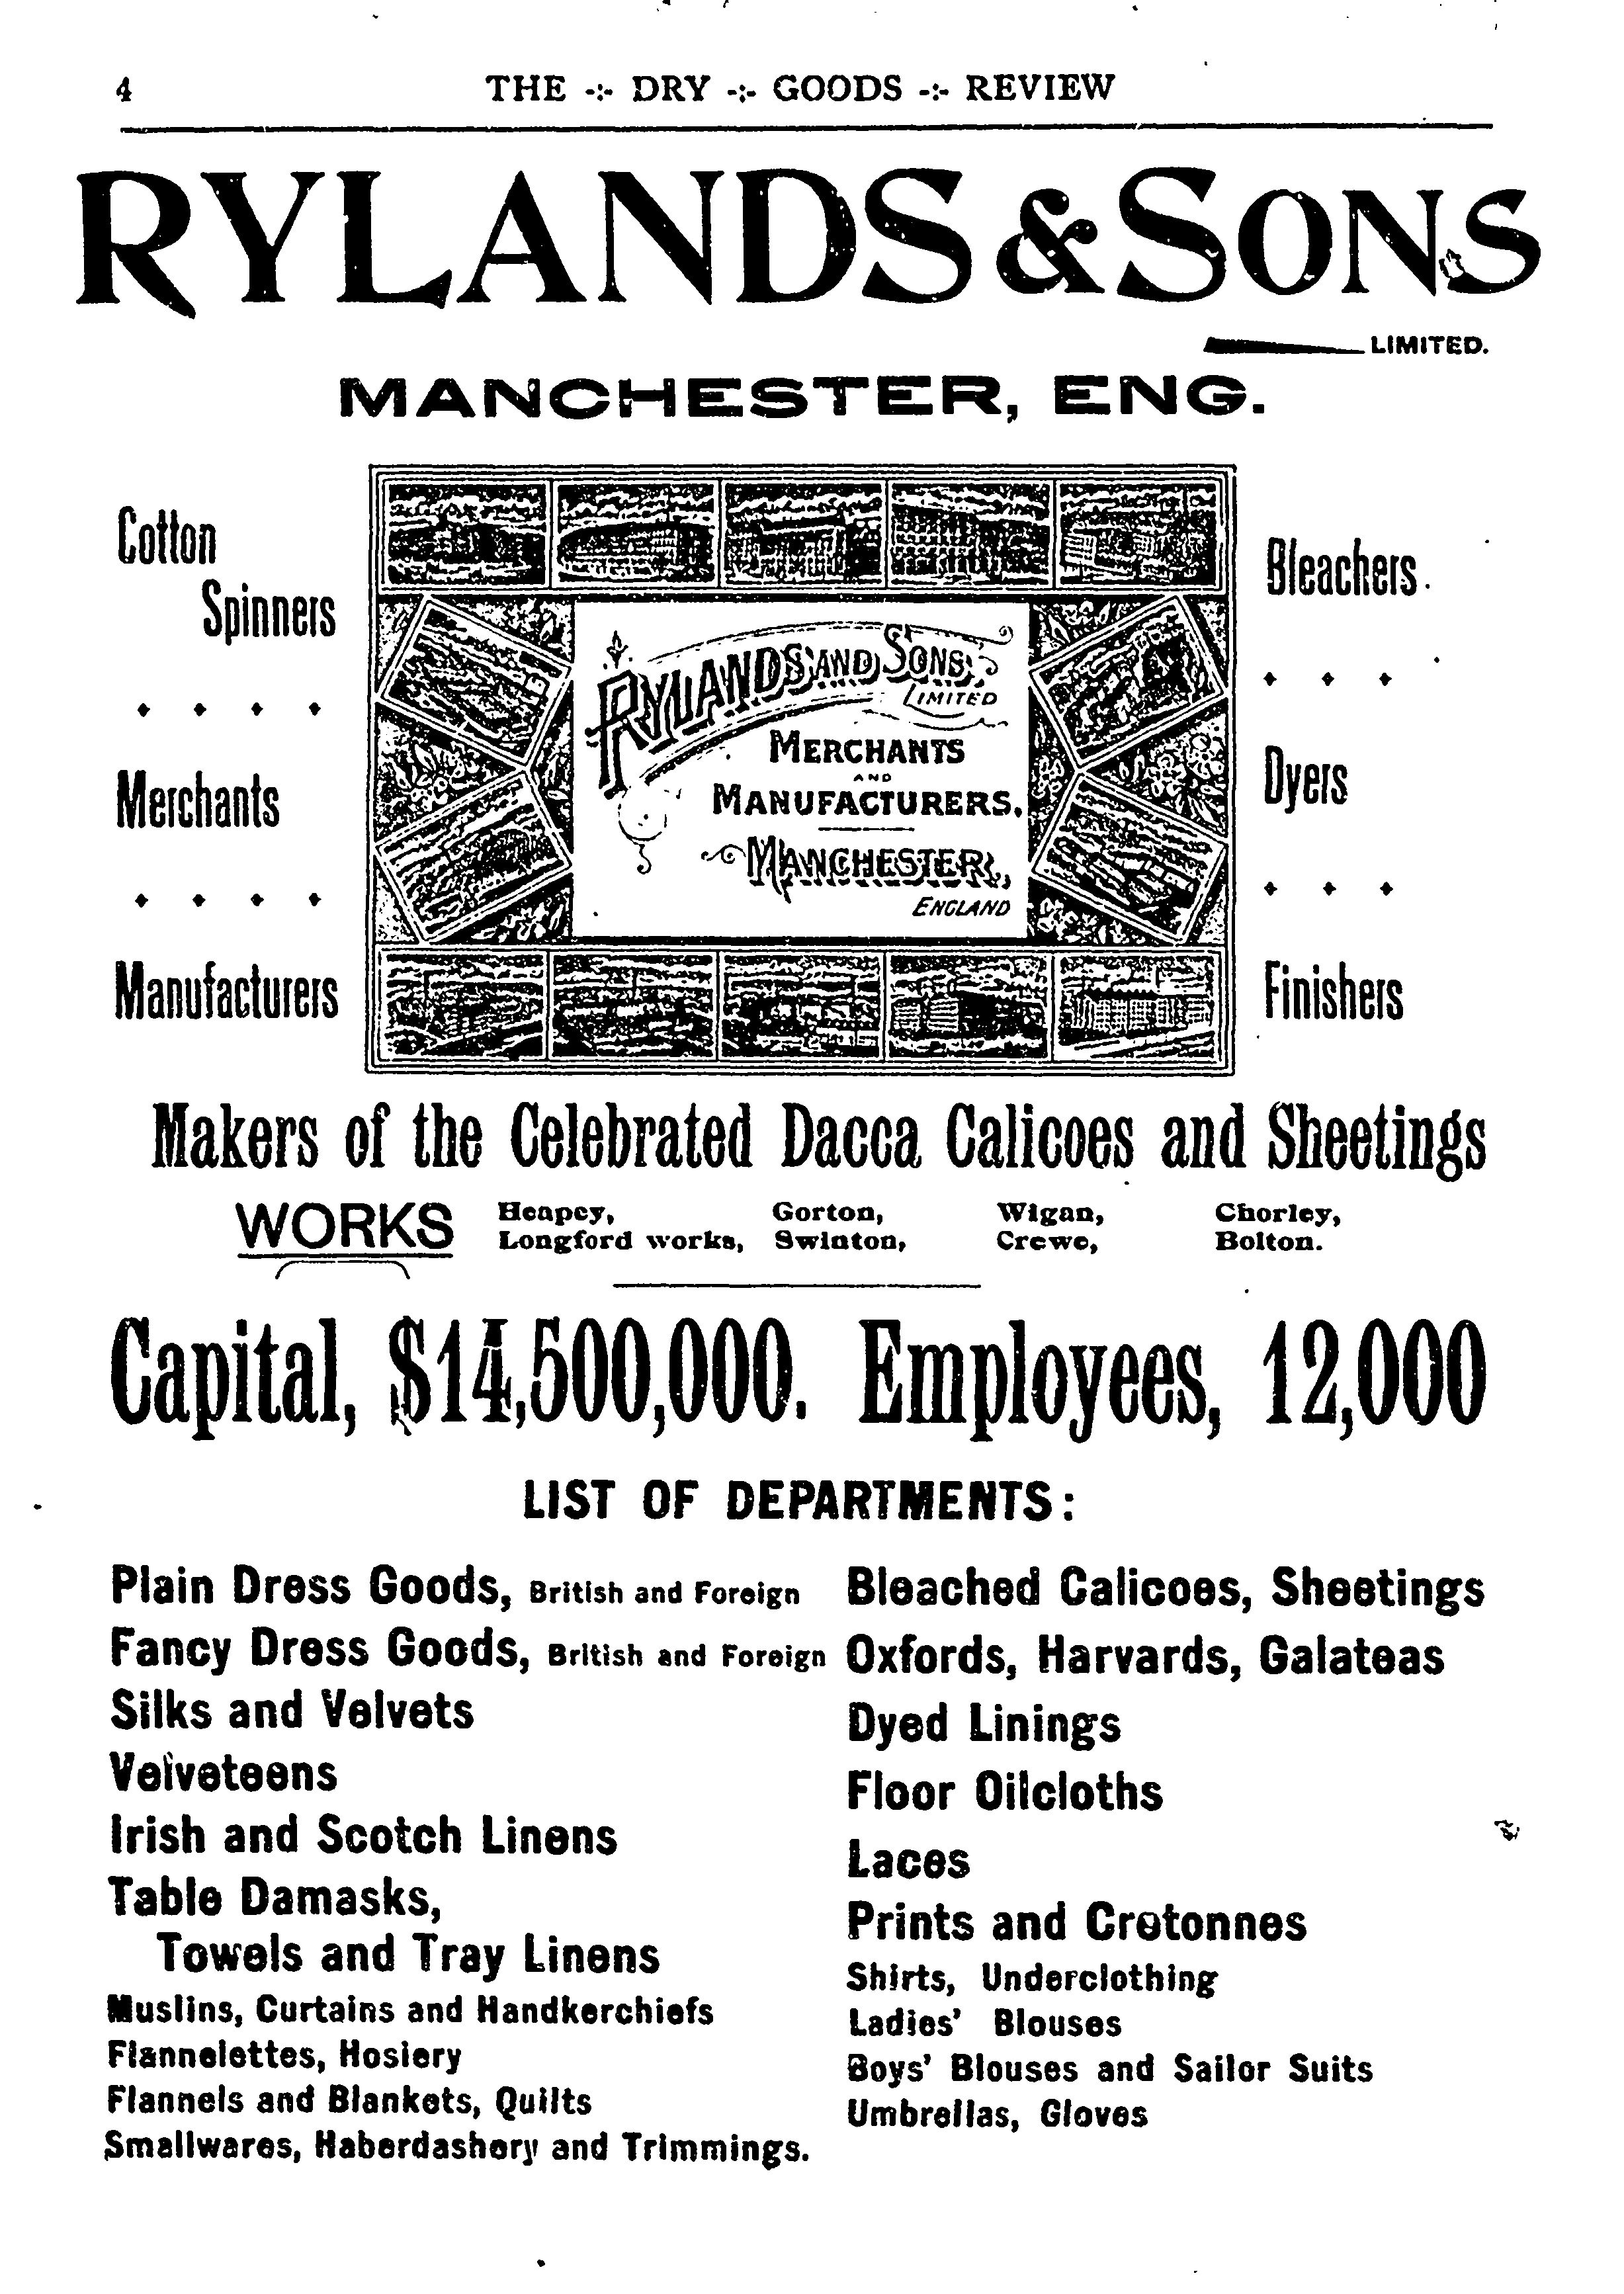 4
THE -:- DRY -:- GOODS -:- REVIEW
RYLANDS & SONS
LIMITED.
MANCHESTER, ENG.
Cotton
Spinners
Merchants
Manufacturers
RYLANDS AND SONS,
LIMITED
MERCHANTS
AND
MANUFACTURERS.
MANCHESTER,
ENGLAND
Bleachers
Dyers
Finishers
Makers of the Celebrated Dacca Calicoes and Sheetings
WORKS
Heapey, Gorton, Wigan, Chorley,
Longford works, Swinton, Crewe, Bolton.
Capital, $14,500,000. Employees, 12,000
LIST OF DEPARTMENTS:
Plain Dress Goods, British and Foreign
Fancy Dress Goods, British and Foreign
Silks and Velvets
Velveteens
Irish and Scotch Linens
Table Damasks,
Towels and Tray Linens
Muslins, Curtains and Handkerchiefs
Flannelettes, Hosiery
Flannels and Blankets, Quilts
Smallwares, Haberdashery and Trimmings.
Bleached Calicoes, Sheetings
Oxfords, Harvards, Galateas
Dyed Linings
Floor Oilcloths
Laces
Prints and Cretonnes
Shirts, Underclothing
Ladies' Blouses
Boys' Blouses and Sailor Suits
Umbrellas, Gloves